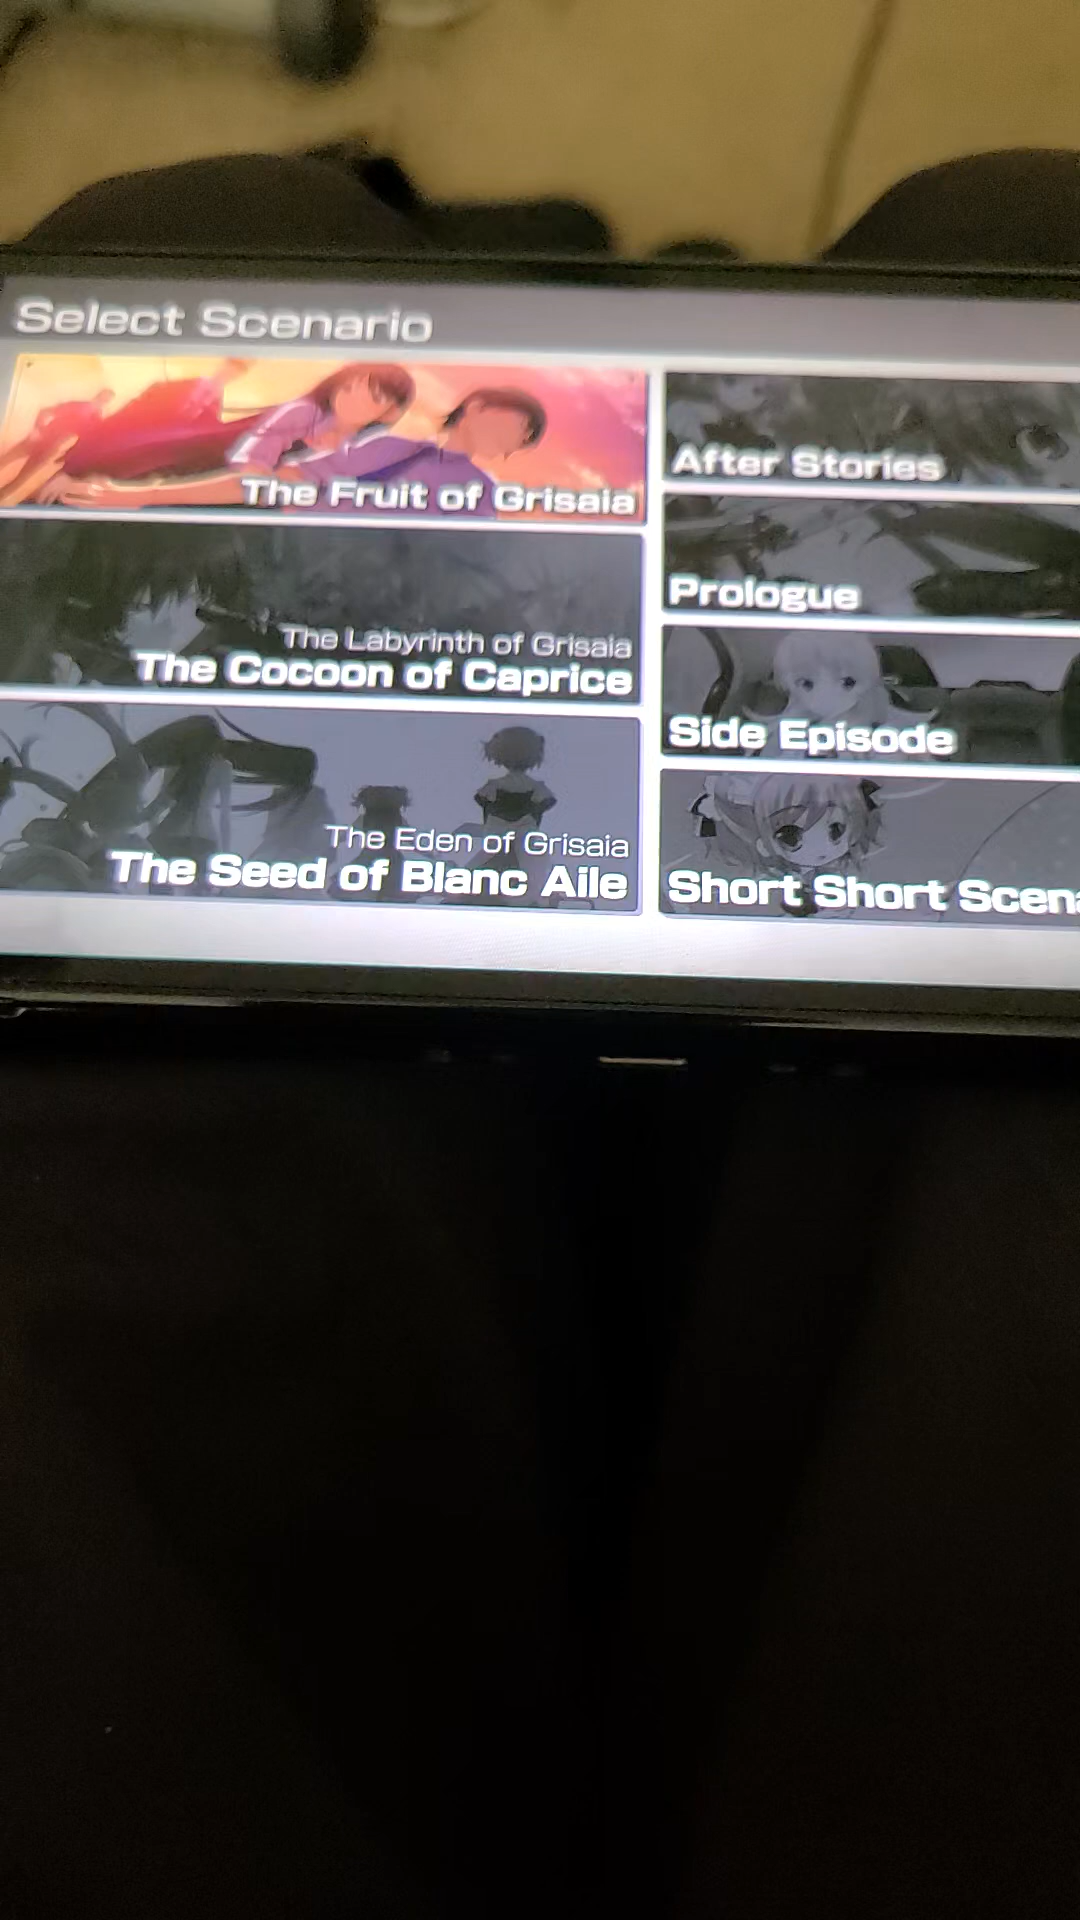 Select Scenario
The Fruit of Grisaia
The Labyrinth of Grisaia
The Cocoon of Caprice
The Eden of Grisaia
The Seed of Blanc Aile
After Stories
Prologue
Side Episode
Short Short